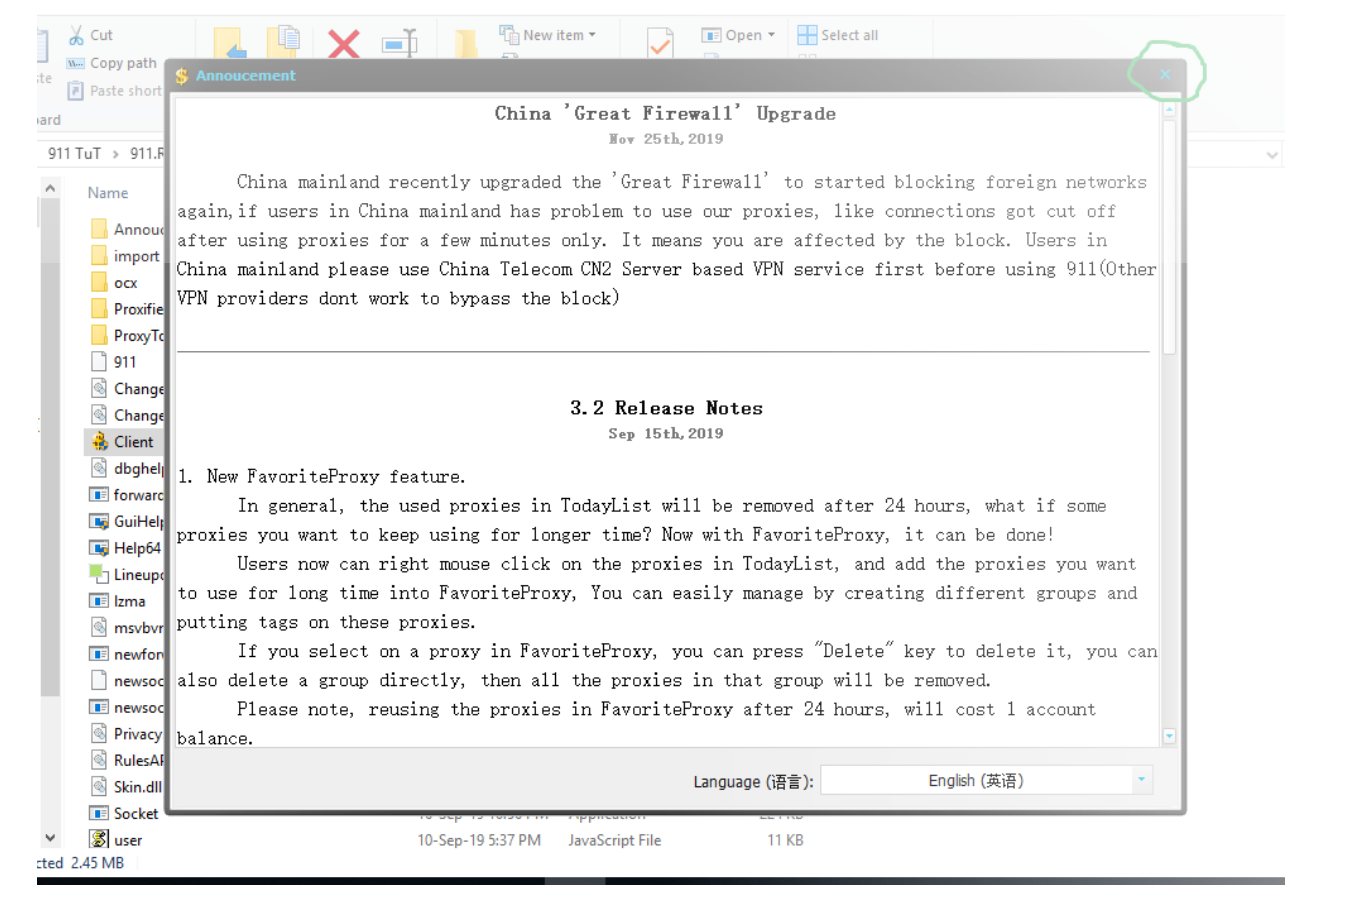 Cut
New item
Open
Select all
Copy path
Paste short
ard
911 TuT > 911.R
Name
Annouc
import
ocx
Proxifie
ProxyTo
911
Change
Change
Client
dbghelp
forward
GuiHelp
Help64
Lineupd
lzma
msvbvr
newforw
newsoc
newsoc
Privacy
RulesAP
Skin.dll
Socket
user
10-Sep-19 5:37 PM JavaScript File 11 KB
cted 2.45 MB
Annoucement
China 'Great Firewall' Upgrade
Nov 25th,2019
China mainland recently upgraded the 'Great Firewall' to started blocking foreign networks
again,if users in China mainland has problem to use our proxies, like connections got cut off
after using proxies for a few minutes only. It means you are affected by the block. Users in
China mainland please use China Telecom CN2 Server based VPN service first before using 911(Other
VPN providers dont work to bypass the block)
3.2 Release Notes
Sep 15th,2019
1. New FavoriteProxy feature.
In general, the used proxies in TodayList will be removed after 24 hours, what if some
proxies you want to keep using for longer time? Now with FavoriteProxy, it can be done!
Users now can right mouse click on the proxies in TodayList, and add the proxies you want
to use for long time into FavoriteProxy, You can easily manage by creating different groups and
putting tags on these proxies.
If you select on a proxy in FavoriteProxy, you can press "Delete" key to delete it, you can
also delete a group directly, then all the proxies in that group will be removed.
Please note, reusing the proxies in FavoriteProxy after 24 hours, will cost 1 account
balance.
Language (语言): English (英语)